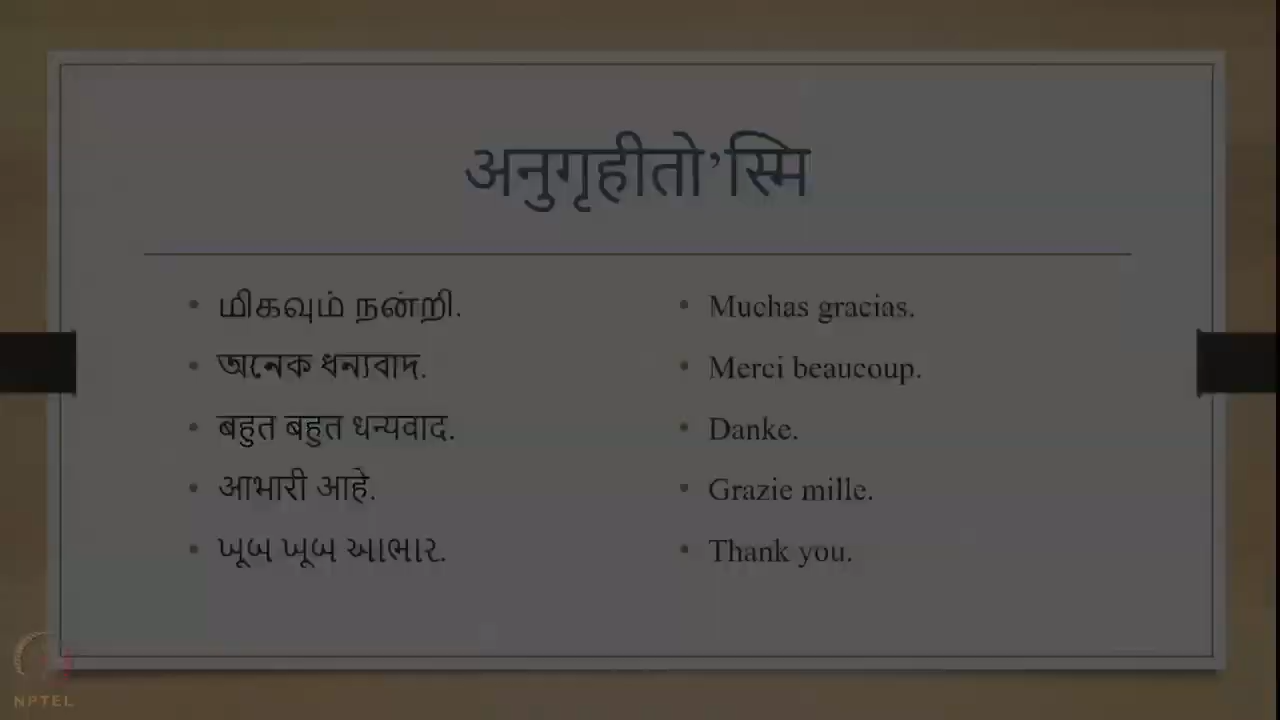 अनुगृहीतो’स्मि
மிகவும் நன்றி.
অনেক ধন্যবাদ.
बहुत बहुत धन्यवाद.
आभारी आहे.
ખૂબ ખૂબ આભાર.
Muchas gracias.
Merci beaucoup.
Danke.
Grazie mille.
Thank you.
NPTEL